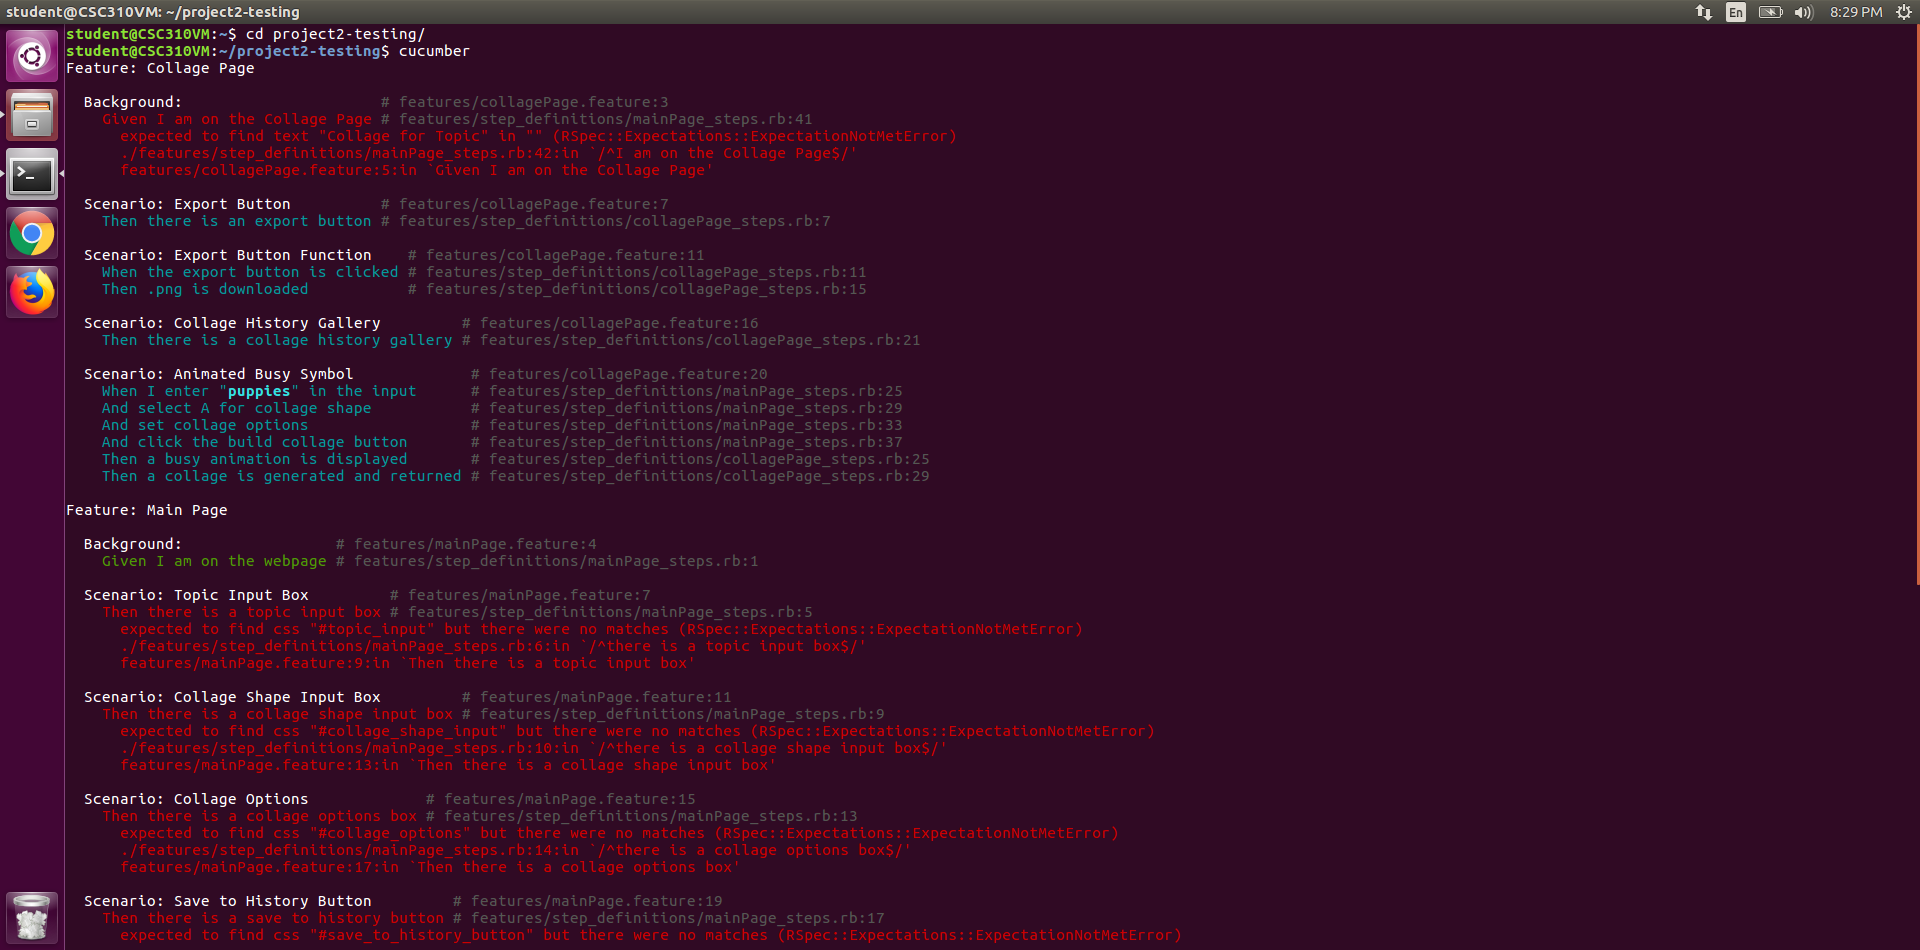 student@CSC310VM: ~/project2-testing
En
8:29 PM
student@CSC310VM:~$ cd project2-testing/
student@CSC310VM:~/project2-testing$ cucumber
Feature: Collage Page
Background: # features/collagePage.feature:3
Given I am on the Collage Page # features/step_definitions/mainPage_steps.rb:41
expected to find text "Collage for Topic" in "" (RSpec::Expectations::ExpectationNotMetError)
./features/step_definitions/mainPage_steps.rb:42:in `/^I am on the Collage Page$/'
features/collagePage.feature:5:in `Given I am on the Collage Page'
Scenario: Export Button # features/collagePage.feature:7
Then there is an export button # features/step_definitions/collagePage_steps.rb:7
Scenario: Export Button Function # features/collagePage.feature:11
When the export button is clicked # features/step_definitions/collagePage_steps.rb:11
Then .png is downloaded # features/step_definitions/collagePage_steps.rb:15
Scenario: Collage History Gallery # features/collagePage.feature:16
Then there is a collage history gallery # features/step_definitions/collagePage_steps.rb:21
Scenario: Animated Busy Symbol # features/collagePage.feature:20
When I enter "puppies" in the input # features/step_definitions/mainPage_steps.rb:25
And select A for collage shape # features/step_definitions/mainPage_steps.rb:29
And set collage options # features/step_definitions/mainPage_steps.rb:33
And click the build collage button # features/step_definitions/mainPage_steps.rb:37
Then a busy animation is displayed # features/step_definitions/collagePage_steps.rb:25
Then a collage is generated and returned # features/step_definitions/collagePage_steps.rb:29
Feature: Main Page
Background: # features/mainPage.feature:4
Given I am on the webpage # features/step_definitions/mainPage_steps.rb:1
Scenario: Topic Input Box # features/mainPage.feature:7
Then there is a topic input box # features/step_definitions/mainPage_steps.rb:5
expected to find css "#topic_input" but there were no matches (RSpec::Expectations::ExpectationNotMetError)
./features/step_definitions/mainPage_steps.rb:6:in `/^there is a topic input box$/'
features/mainPage.feature:9:in `Then there is a topic input box'
Scenario: Collage Shape Input Box # features/mainPage.feature:11
Then there is a collage shape input box # features/step_definitions/mainPage_steps.rb:9
expected to find css "#collage_shape_input" but there were no matches (RSpec::Expectations::ExpectationNotMetError)
./features/step_definitions/mainPage_steps.rb:10:in `/^there is a collage shape input box$/'
features/mainPage.feature:13:in `Then there is a collage shape input box'
Scenario: Collage Options # features/mainPage.feature:15
Then there is a collage options box # features/step_definitions/mainPage_steps.rb:13
expected to find css "#collage_options" but there were no matches (RSpec::Expectations::ExpectationNotMetError)
./features/step_definitions/mainPage_steps.rb:14:in `/^there is a collage options box$/'
features/mainPage.feature:17:in `Then there is a collage options box'
Scenario: Save to History Button # features/mainPage.feature:19
Then there is a save to history button # features/step_definitions/mainPage_steps.rb:17
expected to find css "#save_to_history_button" but there were no matches (RSpec::Expectations::ExpectationNotMetError)